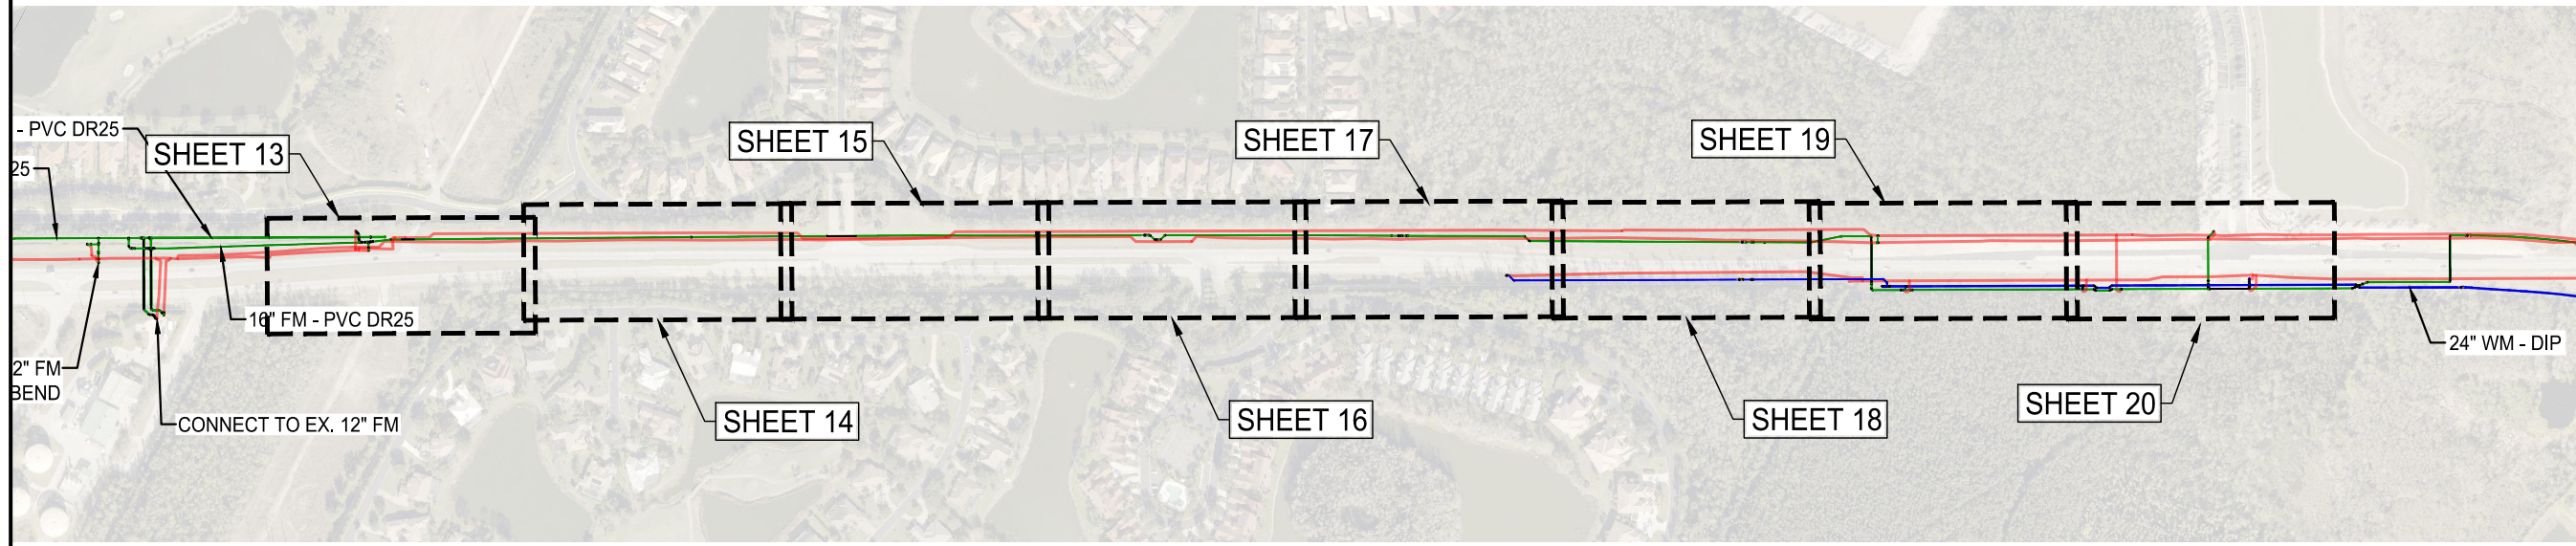 - PVC DR25
25
SHEET 13
SHEET 15
SHEET 17
SHEET 19
16" FM - PVC DR25
2" FM
BEND
CONNECT TO EX. 12" FM
SHEET 14
SHEET 16
SHEET 18
SHEET 20
24" WM - DIP